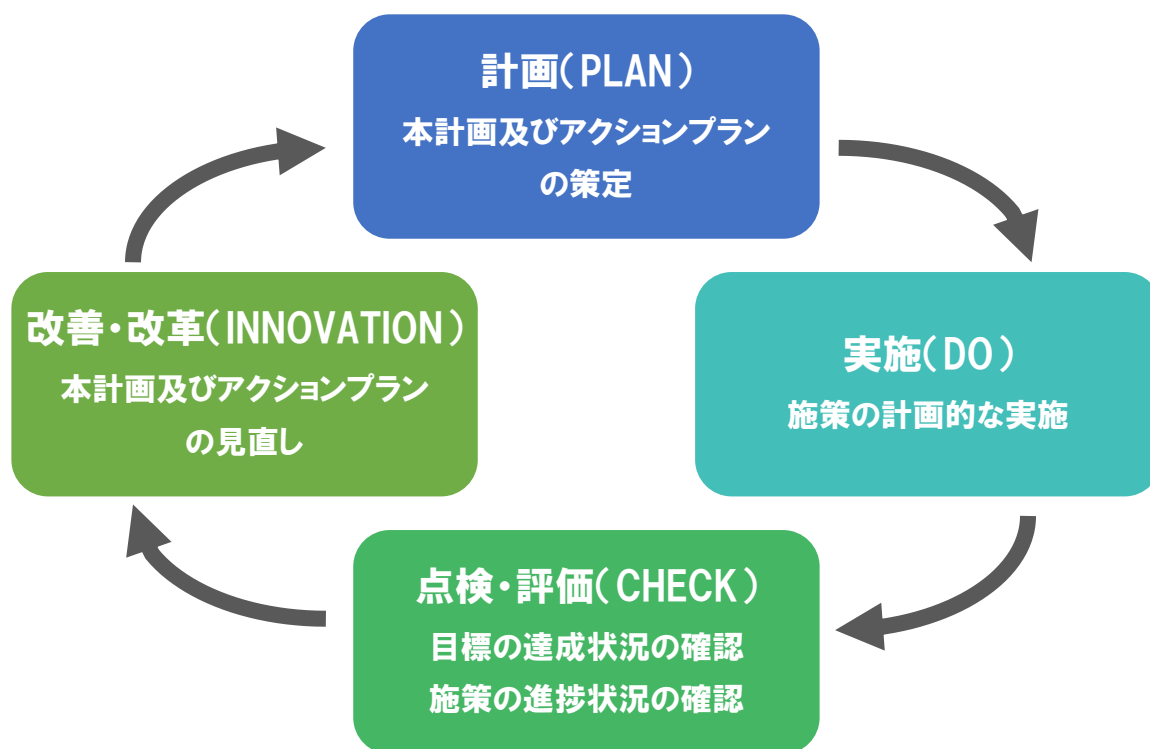 計画(PLAN)
本計画及びアクションプラン
の策定
実施(DO)
施策の計画的な実施
点検・評価(CHECK)
目標の達成状況の確認
施策の進捗状況の確認
改善・改革(INNOVATION)
本計画及びアクションプラン
の見直し